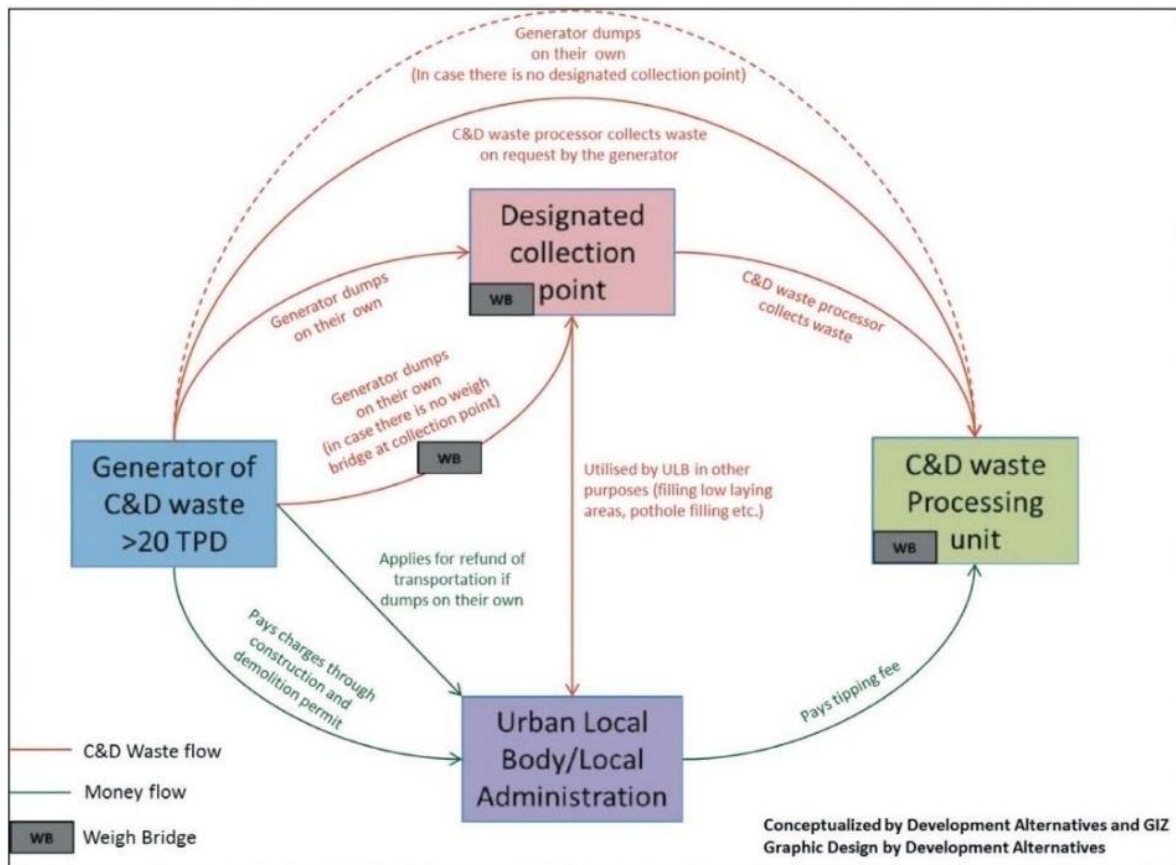 Generator dumps
on their own
(In case there is no designated collection point)
C&D waste processor collects waste
on request by the generator
Designated
collection
point
WB
Generator dumps
on their own
C&D waste processor
collects waste
Generator dumps
on their own
(in case there is no weigh
bridge at collection point)
WB
Generator of
C&D waste
>20 TPD
Utilised by ULB in other
purposes (filling low laying
areas, pothole filling etc.)
C&D waste
Processing
unit
WB
Applies for refund of
transportation if
dumps on their own
Pays charges through
construction and
demolition permit
Pays tipping fee
Urban Local
Body/Local
Administration
C&D Waste flow
Money flow
WB Weigh Bridge
Conceptualized by Development Alternatives and GIZ
Graphic Design by Development Alternatives